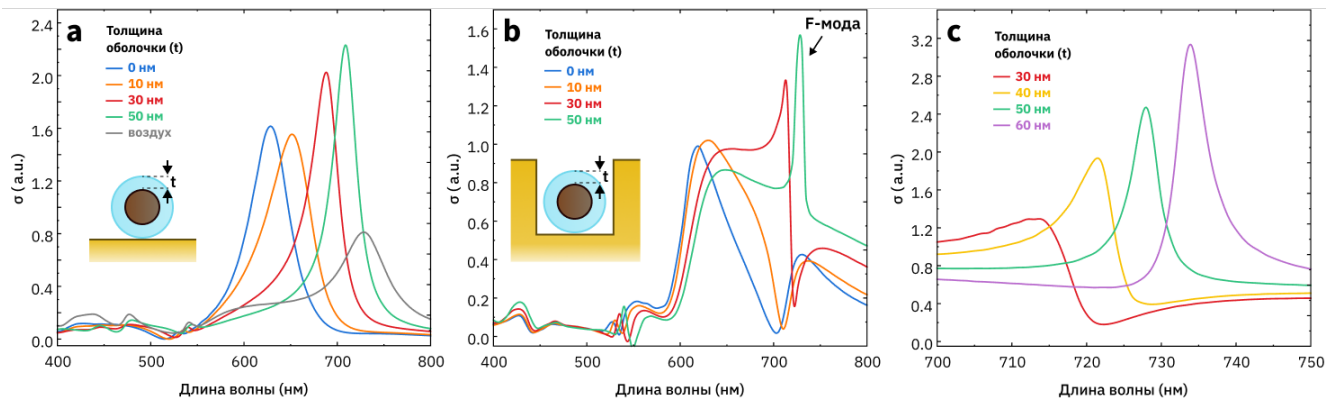 a
Толщина
оболочки (t)
0 нм
10 нм
30 нм
50 нм
воздух
t
σ (a.u.)
2.4
2.0
1.6
1.2
0.8
0.4
0.0
400 500 600 700 800
Длина волны (нм)
b
F-мода
Толщина
оболочки (t)
0 нм
10 нм
30 нм
50 нм
t
σ (a.u.)
1.6
1.4
1.2
1.0
0.8
0.6
0.4
0.2
0.0
400 500 600 700 800
Длина волны (нм)
c
Толщина
оболочки (t)
30 нм
40 нм
50 нм
60 нм
σ (a.u.)
3.2
2.8
2.4
2.0
1.6
1.2
0.8
0.4
0.0
700 710 720 730 740 750
Длина волны (нм)